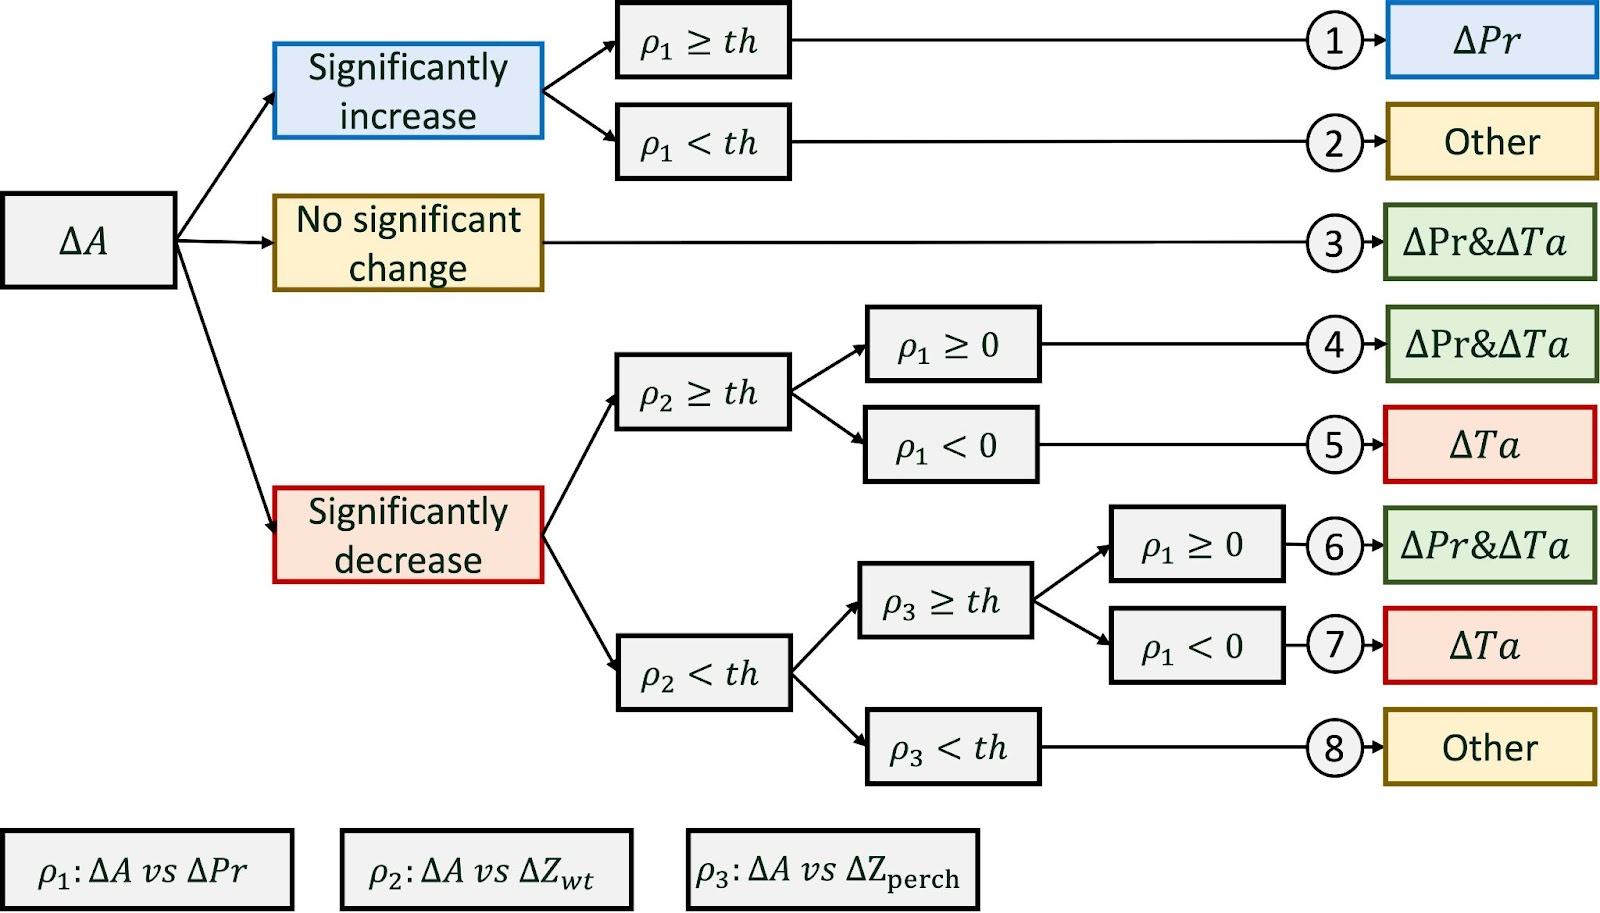 ΔA
Significantly
increase
No significant
change
Significantly
decrease
ρ₁ ≥ th
ρ₁ < th
ρ₂ ≥ th
ρ₂ < th
ρ₁ ≥ 0
ρ₁ < 0
ρ₃ ≥ th
ρ₃ < th
ρ₁ ≥ 0
ρ₁ < 0
1
ΔPr
2
Other
3
ΔPr&ΔTa
4
ΔPr&ΔTa
5
ΔTa
6
ΔPr&ΔTa
7
ΔTa
8
Other
ρ₁: ΔA vs ΔPr
ρ₂: ΔA vs ΔZwt
ρ₃: ΔA vs ΔZperch